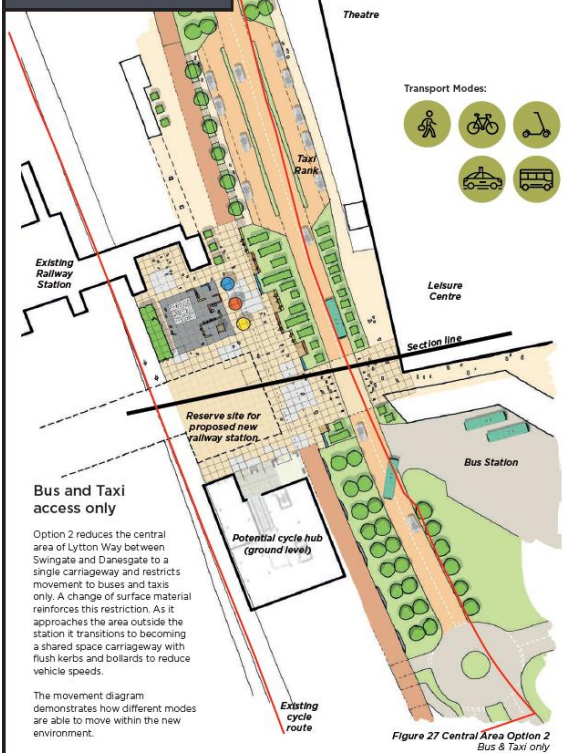 Theatre
Transport Modes:
Taxi
Rank
Existing
Railway
Station
Leisure
Centre
Section line
Reserve site for
proposed new
railway station
Bus Station
Bus and Taxi
access only
Option 2 reduces the central
area of Lytton Way between
Swingate and Danesgate to a
single carriageway and restricts
movement to buses and taxis
only. A change of surface material
reinforces this restriction. As it
approaches the area outside the
station it transitions to becoming
a shared space carriageway with
flush kerbs and bollards to reduce
vehicle speeds.
The movement diagram
demonstrates how different modes
are able to move within the new
environment.
Potential cycle hub
(ground level)
Existing
cycle
route
Figure 27 Central Area Option 2
Bus & Taxi only